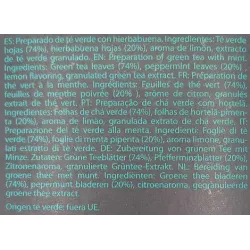 ES: Preparado de té verde con hierbabuena. Ingredientes: Té verde
(74%), hierbabuena hojas (20%), aroma de limón, extracto
de té verde granulado. EN: Preparation of green tea with mint.
Ingredients: Green tea leaves (74%), peppermint leaves (20%)
lemon flavoring, granulated green tea extract. FR: Préparation de
thé vert à la menthe. Ingrédients: Feuilles de thé vert (74%),
feuilles de menthe poivrée (20%), arôme de citron, extrait
granulé de thé vert. PT: Preparação de chá verde com hortelã
Ingredientes: Folhas de chá verde (74%), folhas de hortelã-pimenta
(20%), aroma de limão, granulado extrato de chá verde. IT:
Preparazione del tè verde alla menta. Ingredienti: Foglie di tè
verde (74%), foglie di menta piperita (20%), aroma limone, granulati
estratto di tè verde. DE: Zubereitung von grünem Tee mit
Minze. Zutaten: Grüne Teeblätter (74%), Pfefferminzblätter (20%),
Zitronenaroma, granulierter Grüntee-Extrakt. NL: Bereiding van
groene thee met munt. Ingrediënten: Groene thee bladeren
(74%), pepermunt bladeren (20%), citroenaroma, gegranuleerde
groene thee extract.
Origen té verde: fuera UE.